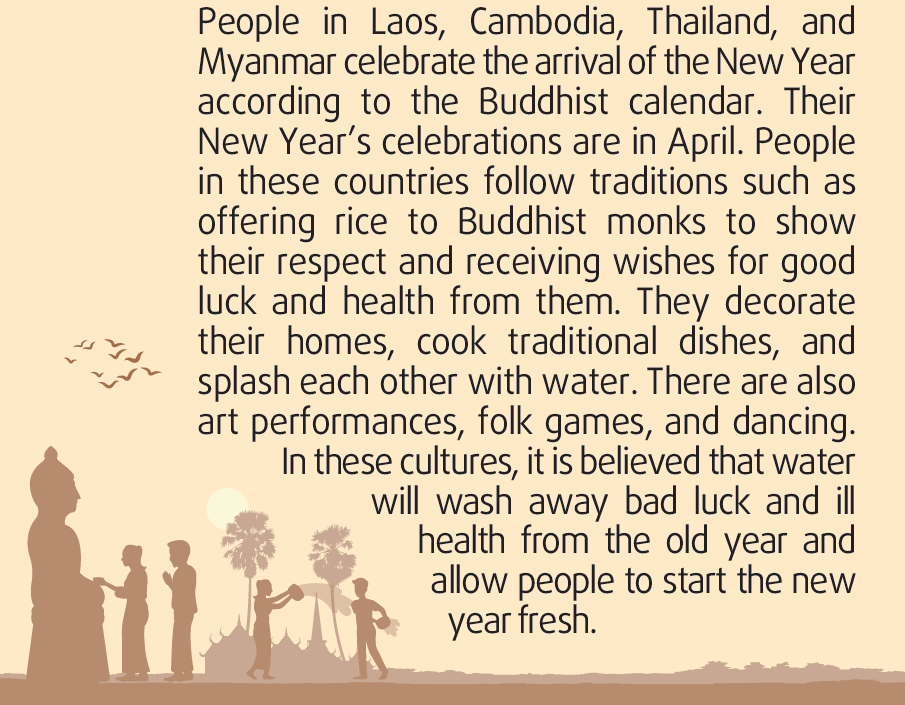 People in Laos, Cambodia, Thailand, and
Myanmar celebrate the arrival of the New Year
according to the Buddhist calendar. Their
New Year’s celebrations are in April. People
in these countries follow traditions such as
offering rice to Buddhist monks to show
their respect and receiving wishes for good
luck and health from them. They decorate
their homes, cook traditional dishes, and
splash each other with water. There are also
art performances, folk games, and dancing.
In these cultures, it is believed that water
will wash away bad luck and ill
health from the old year and
allow people to start the new
year fresh.